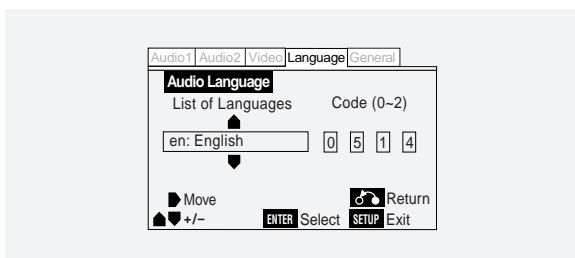 Audio1 Audio2 Video Language General
Audio Language
List of Languages Code (0~2)
en: English 0 5 1 4
Move Return
+/– ENTER Select SETUP Exit